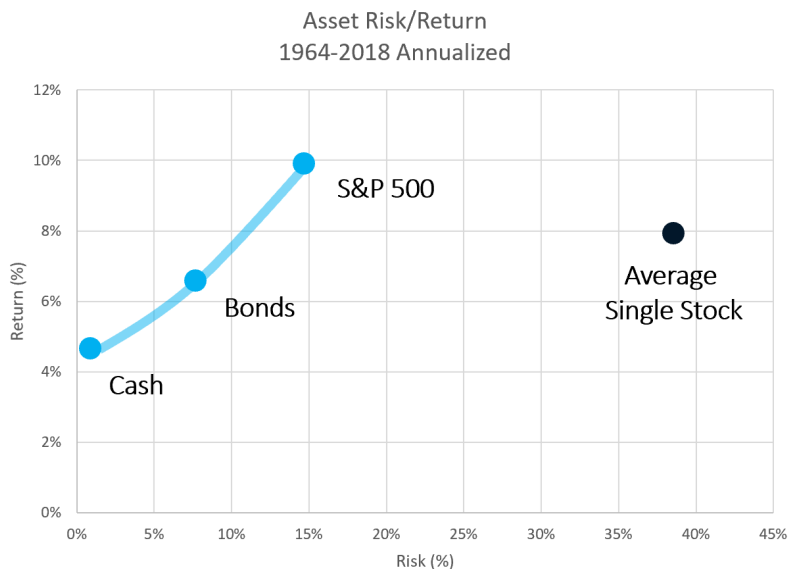 Asset Risk/Return
1964-2018 Annualized
12%
10%
8%
6%
4%
2%
0%
Return (%)
S&P 500
Bonds
Cash
Average
Single Stock
0%
5%
10%
15%
20%
25%
30%
35%
40%
45%
Risk (%)